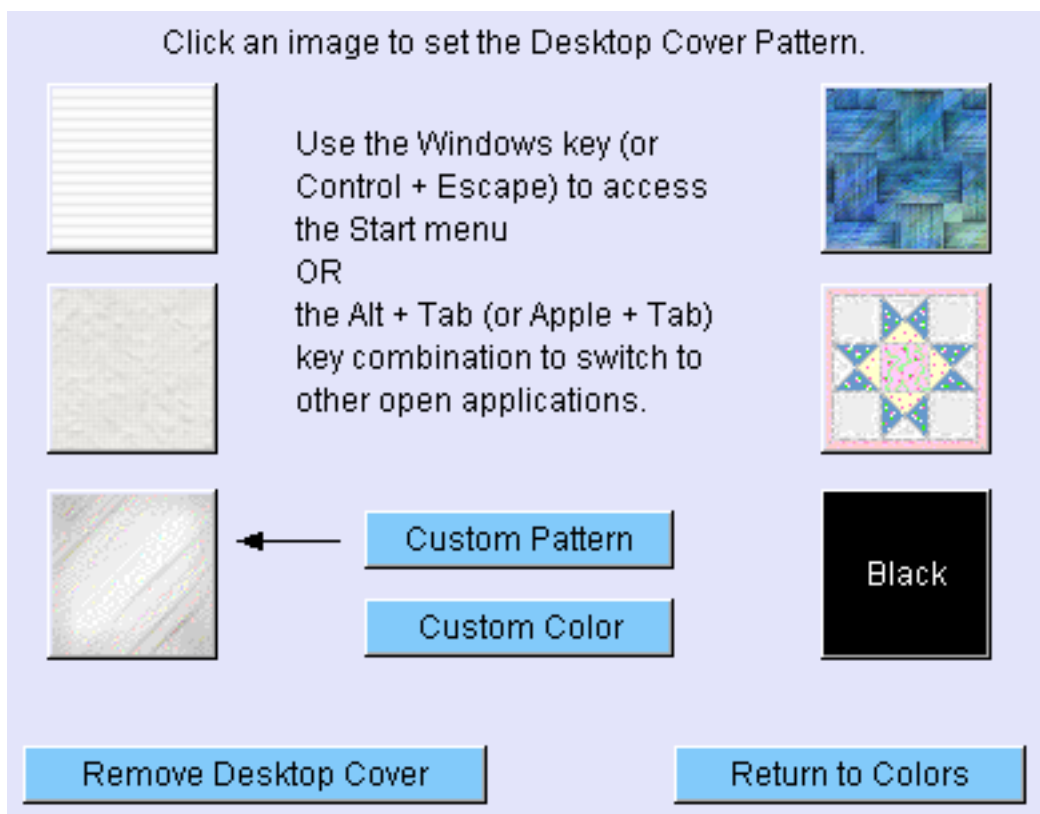 Click an image to set the Desktop Cover Pattern.
Use the Windows key (or
Control + Escape) to access
the Start menu
OR
the Alt + Tab (or Apple + Tab)
key combination to switch to
other open applications.
Custom Pattern
Custom Color
Black
Remove Desktop Cover
Return to Colors